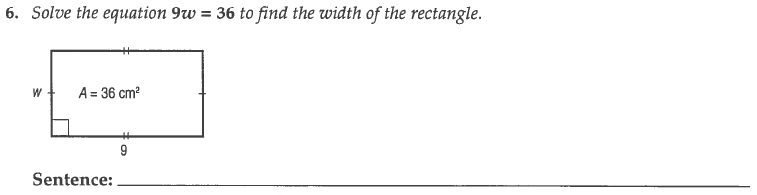 6. Solve the equation 9w = 36 to find the width of the rectangle.
w
A = 36 cm²
9
Sentence: